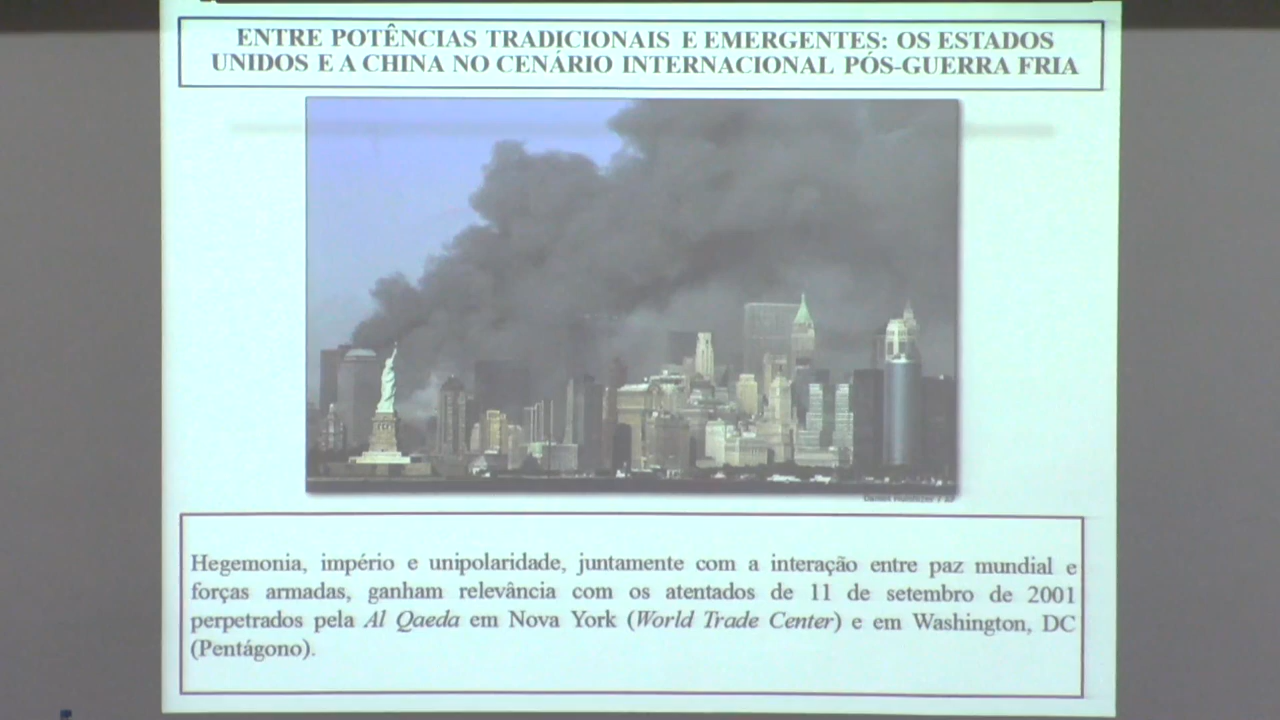 ENTRE POTÊNCIAS TRADICIONAIS E EMERGENTES: OS ESTADOS
UNIDOS E A CHINA NO CENÁRIO INTERNACIONAL PÓS-GUERRA FRIA
Hegemonia, império e unipolaridade, juntamente com a interação entre paz mundial e
forças armadas, ganham relevância com os atentados de 11 de setembro de 2001
perpetrados pela Al Qaeda em Nova York (World Trade Center) e em Washington, DC
(Pentágono).